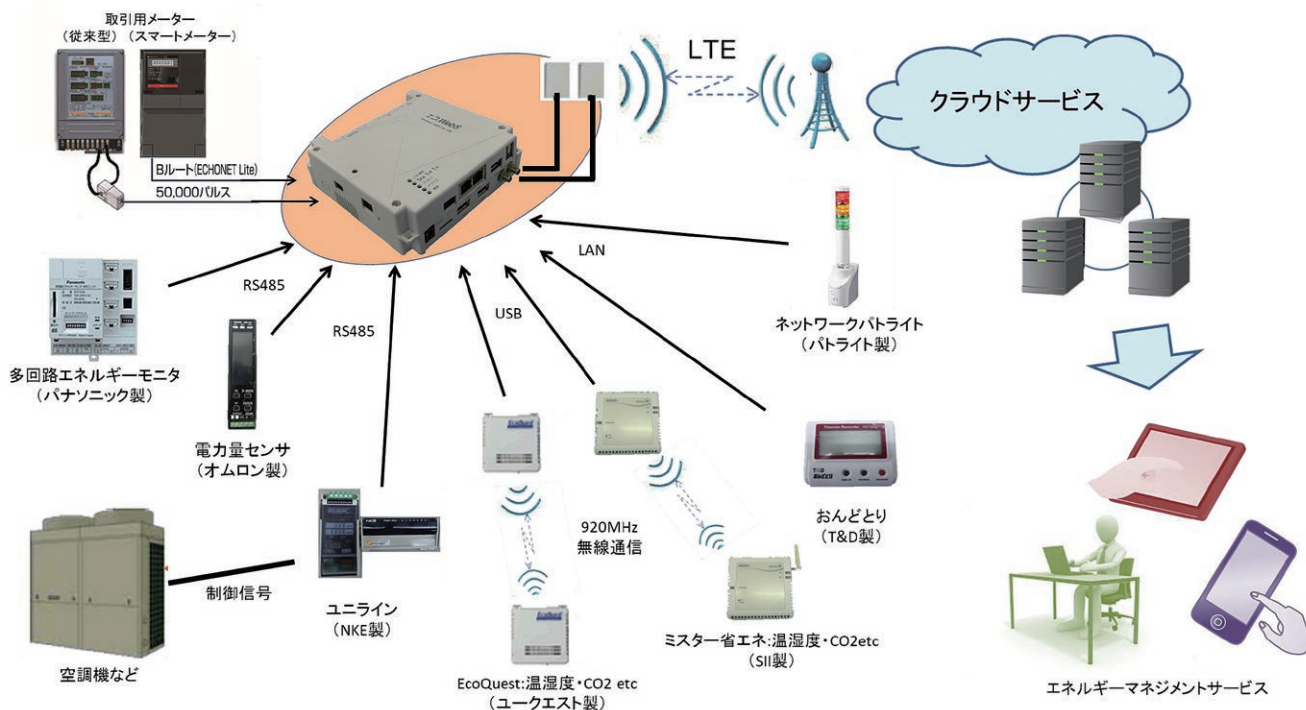 取引用メーター
(従来型) (スマートメーター)
LTE
クラウドサービス
Bルート(ECHONET Lite)
50,000パルス
LAN
RS485
RS485
USB
ネットワークパトライト
(パトライト製)
多回路エネルギーモニタ
(パナソニック製)
電力量センサ
(オムロン製)
920MHz
無線通信
おんどとり
(T&D製)
制御信号
ユニライン
(NKE製)
ミスター省エネ:温湿度・CO2etc
(SII製)
空調機など
EcoQuest:温湿度・CO2 etc
(ユークエスト製)
エネルギーマネジメントサービス